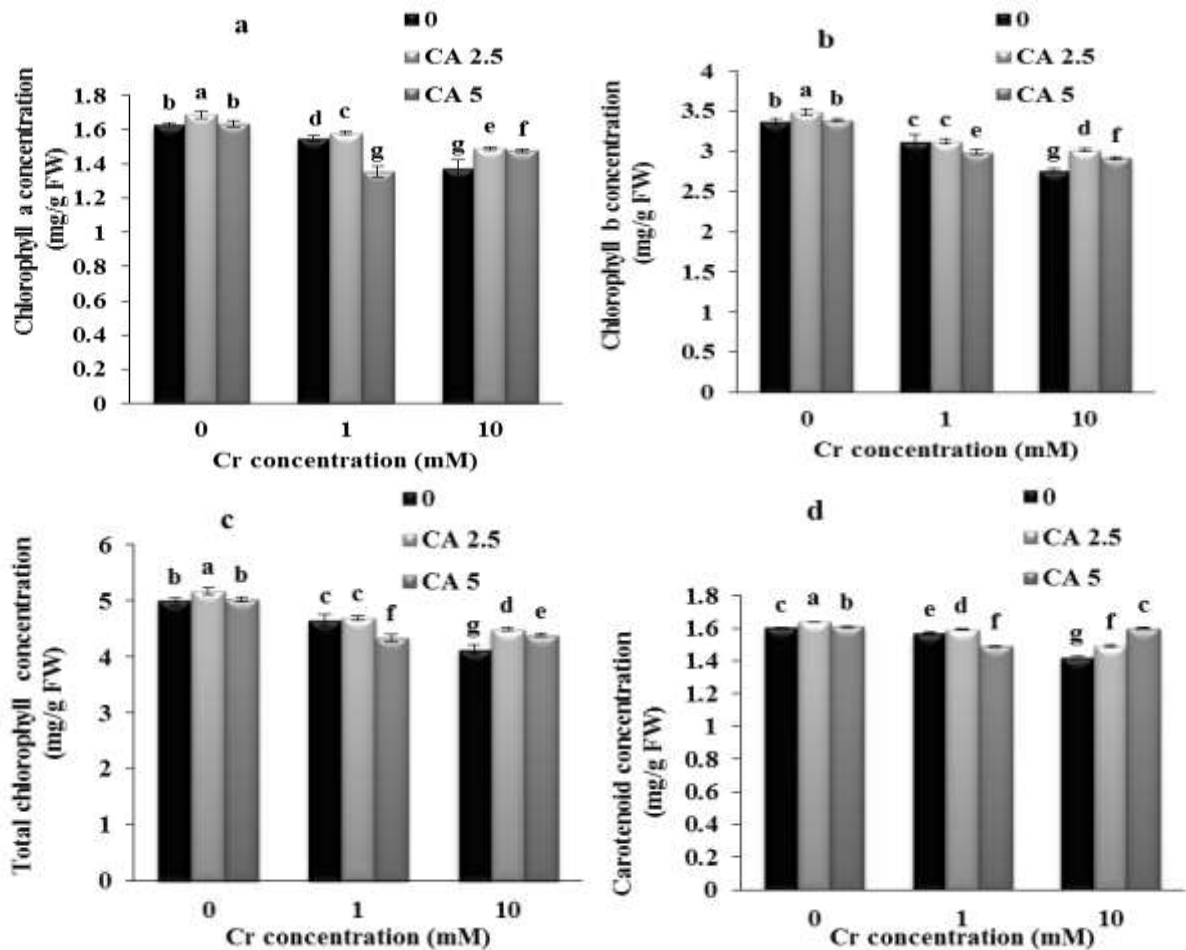 a
0
CA 2.5
CA 5
Chlorophyll a concentration
(mg/g FW)
1.8
1.6
1.4
1.2
1
0.8
0.6
0.4
0.2
0
b a b
d c g
g e f
0 1 10
Cr concentration (mM)
b
0
CA 2.5
CA 5
Chlorophyll b concentration
(mg/g FW)
4
3.5
3
2.5
2
1.5
1
0.5
0
b a b
c c e
g d f
0 1 10
Cr concentration (mM)
c
0
CA 2.5
CA 5
Total chlorophyll concentration
(mg/g FW)
6
5
4
3
2
1
0
b a b
c c f
g d e
0 1 10
Cr concentration (mM)
d
0
CA 2.5
CA 5
Carotenoid concentration
(mg/g FW)
1.8
1.6
1.4
1.2
1
0.8
0.6
0.4
0.2
0
c a b
e d f
g f c
0 1 10
Cr concentration (mM)